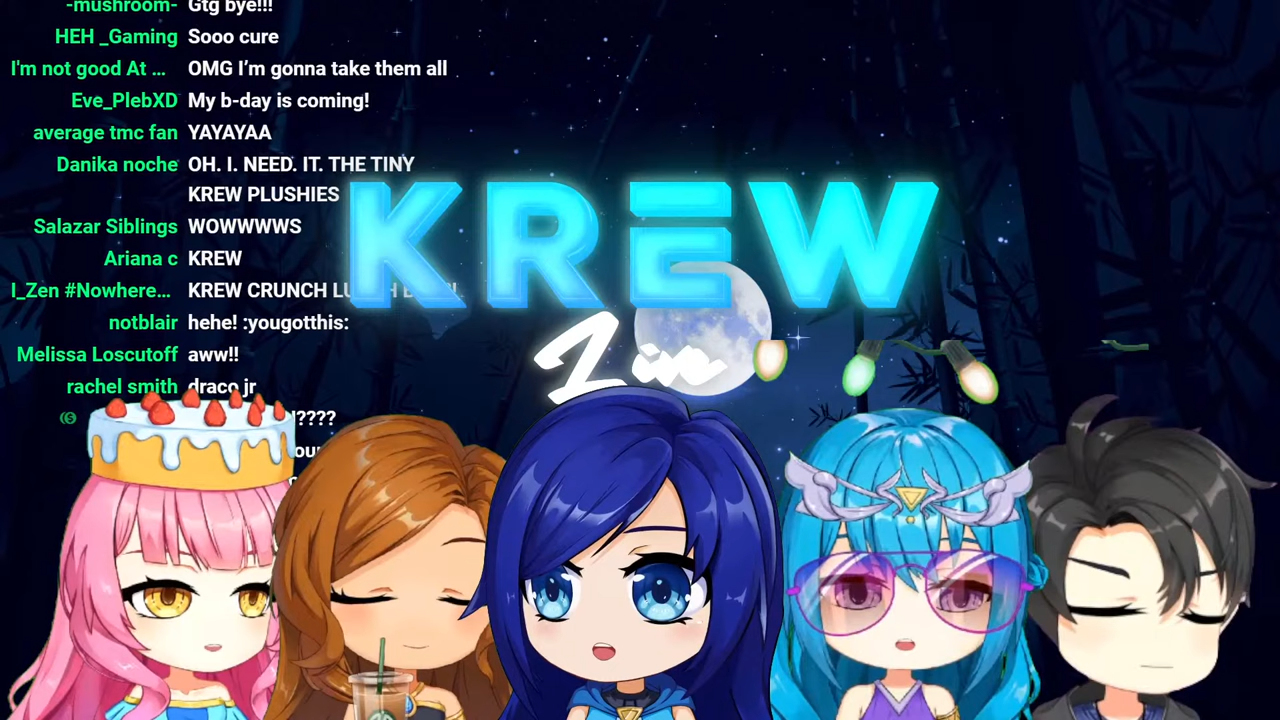 -mushroom- Gtg bye!!!
HEH _Gaming Sooo cure
I'm not good At ... OMG I’m gonna take them all
Eve_PlebXD My b-day is coming!
average tmc fan YAYAYAA
Danika noche OH. I. NEED. IT. THE TINY
KREW PLUSHIES
Salazar Siblings WOWWWWS
Ariana c KREW
I_Zen #Nowhere... KREW CRUNCH
notblair hehe! :yougotthis:
Melissa Loscutoff aww!!
rachel smith draco jr
????
KREW
1 in